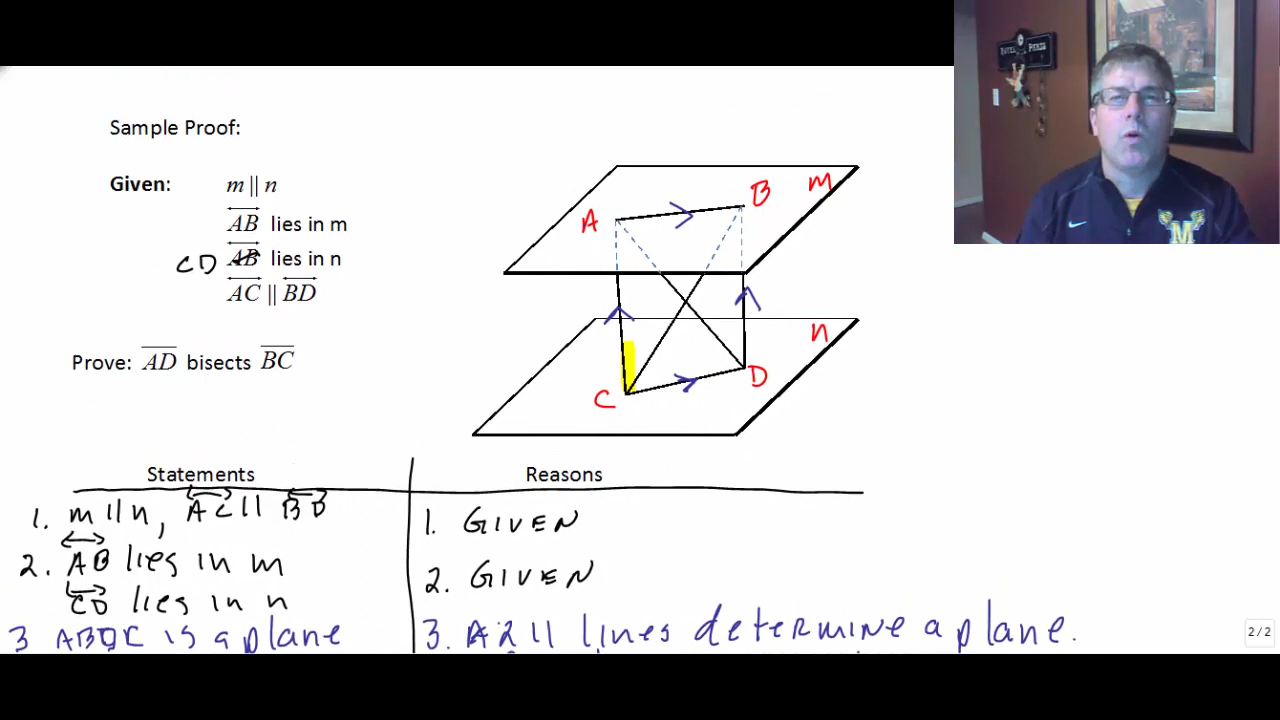 Sample Proof:
Given: m || n
AB lies in m
CD AB lies in n
AC || BD
Prove: AD bisects BC
A
B
m
n
C
D
Statements Reasons
1. m || n, AC || BD 1. GIVEN
2. AB lies in m 2. GIVEN
CD lies in n
3 ABDC is a plane 3. A 2 || lines determine a plane.
M
2 / 2